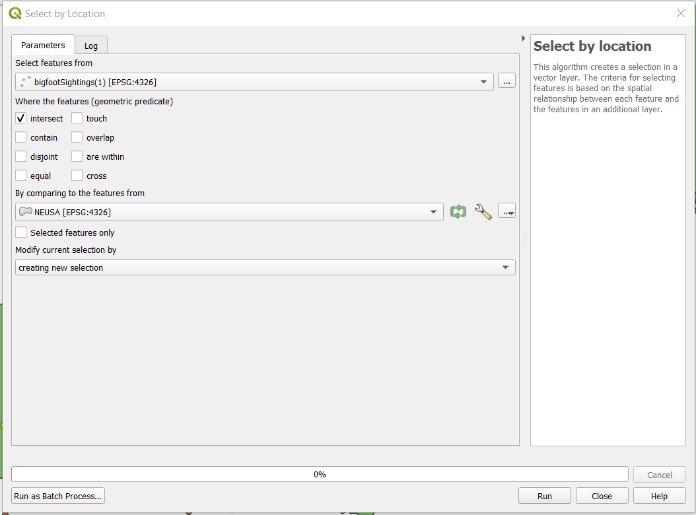 Select by Location
Parameters
Log
Select features from
bigfootSightings(1) [EPSG:4326]
...
Where the features (geometric predicate)
intersect
touch
contain
overlap
disjoint
are within
equal
cross
By comparing to the features from
NEUSA [EPSG:4326]
...
Selected features only
Modify current selection by
creating new selection
Select by location
This algorithm creates a selection in a
vector layer. The criteria for selecting
features is based on the spatial
relationship between each feature and
the features in an additional layer.
0%
Cancel
Run as Batch Process...
Run
Close
Help